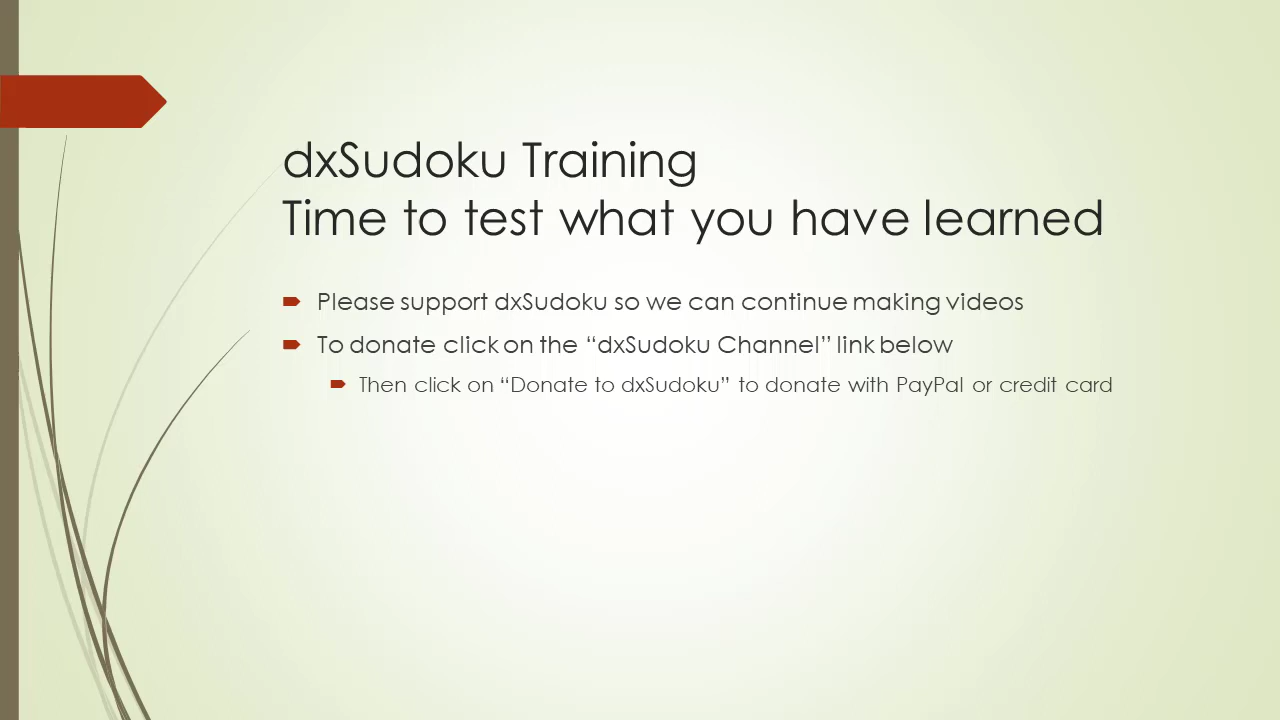 dxSudoku Training
Time to test what you have learned
Please support dxSudoku so we can continue making videos
To donate click on the “dxSudoku Channel” link below
Then click on “Donate to dxSudoku” to donate with PayPal or credit card